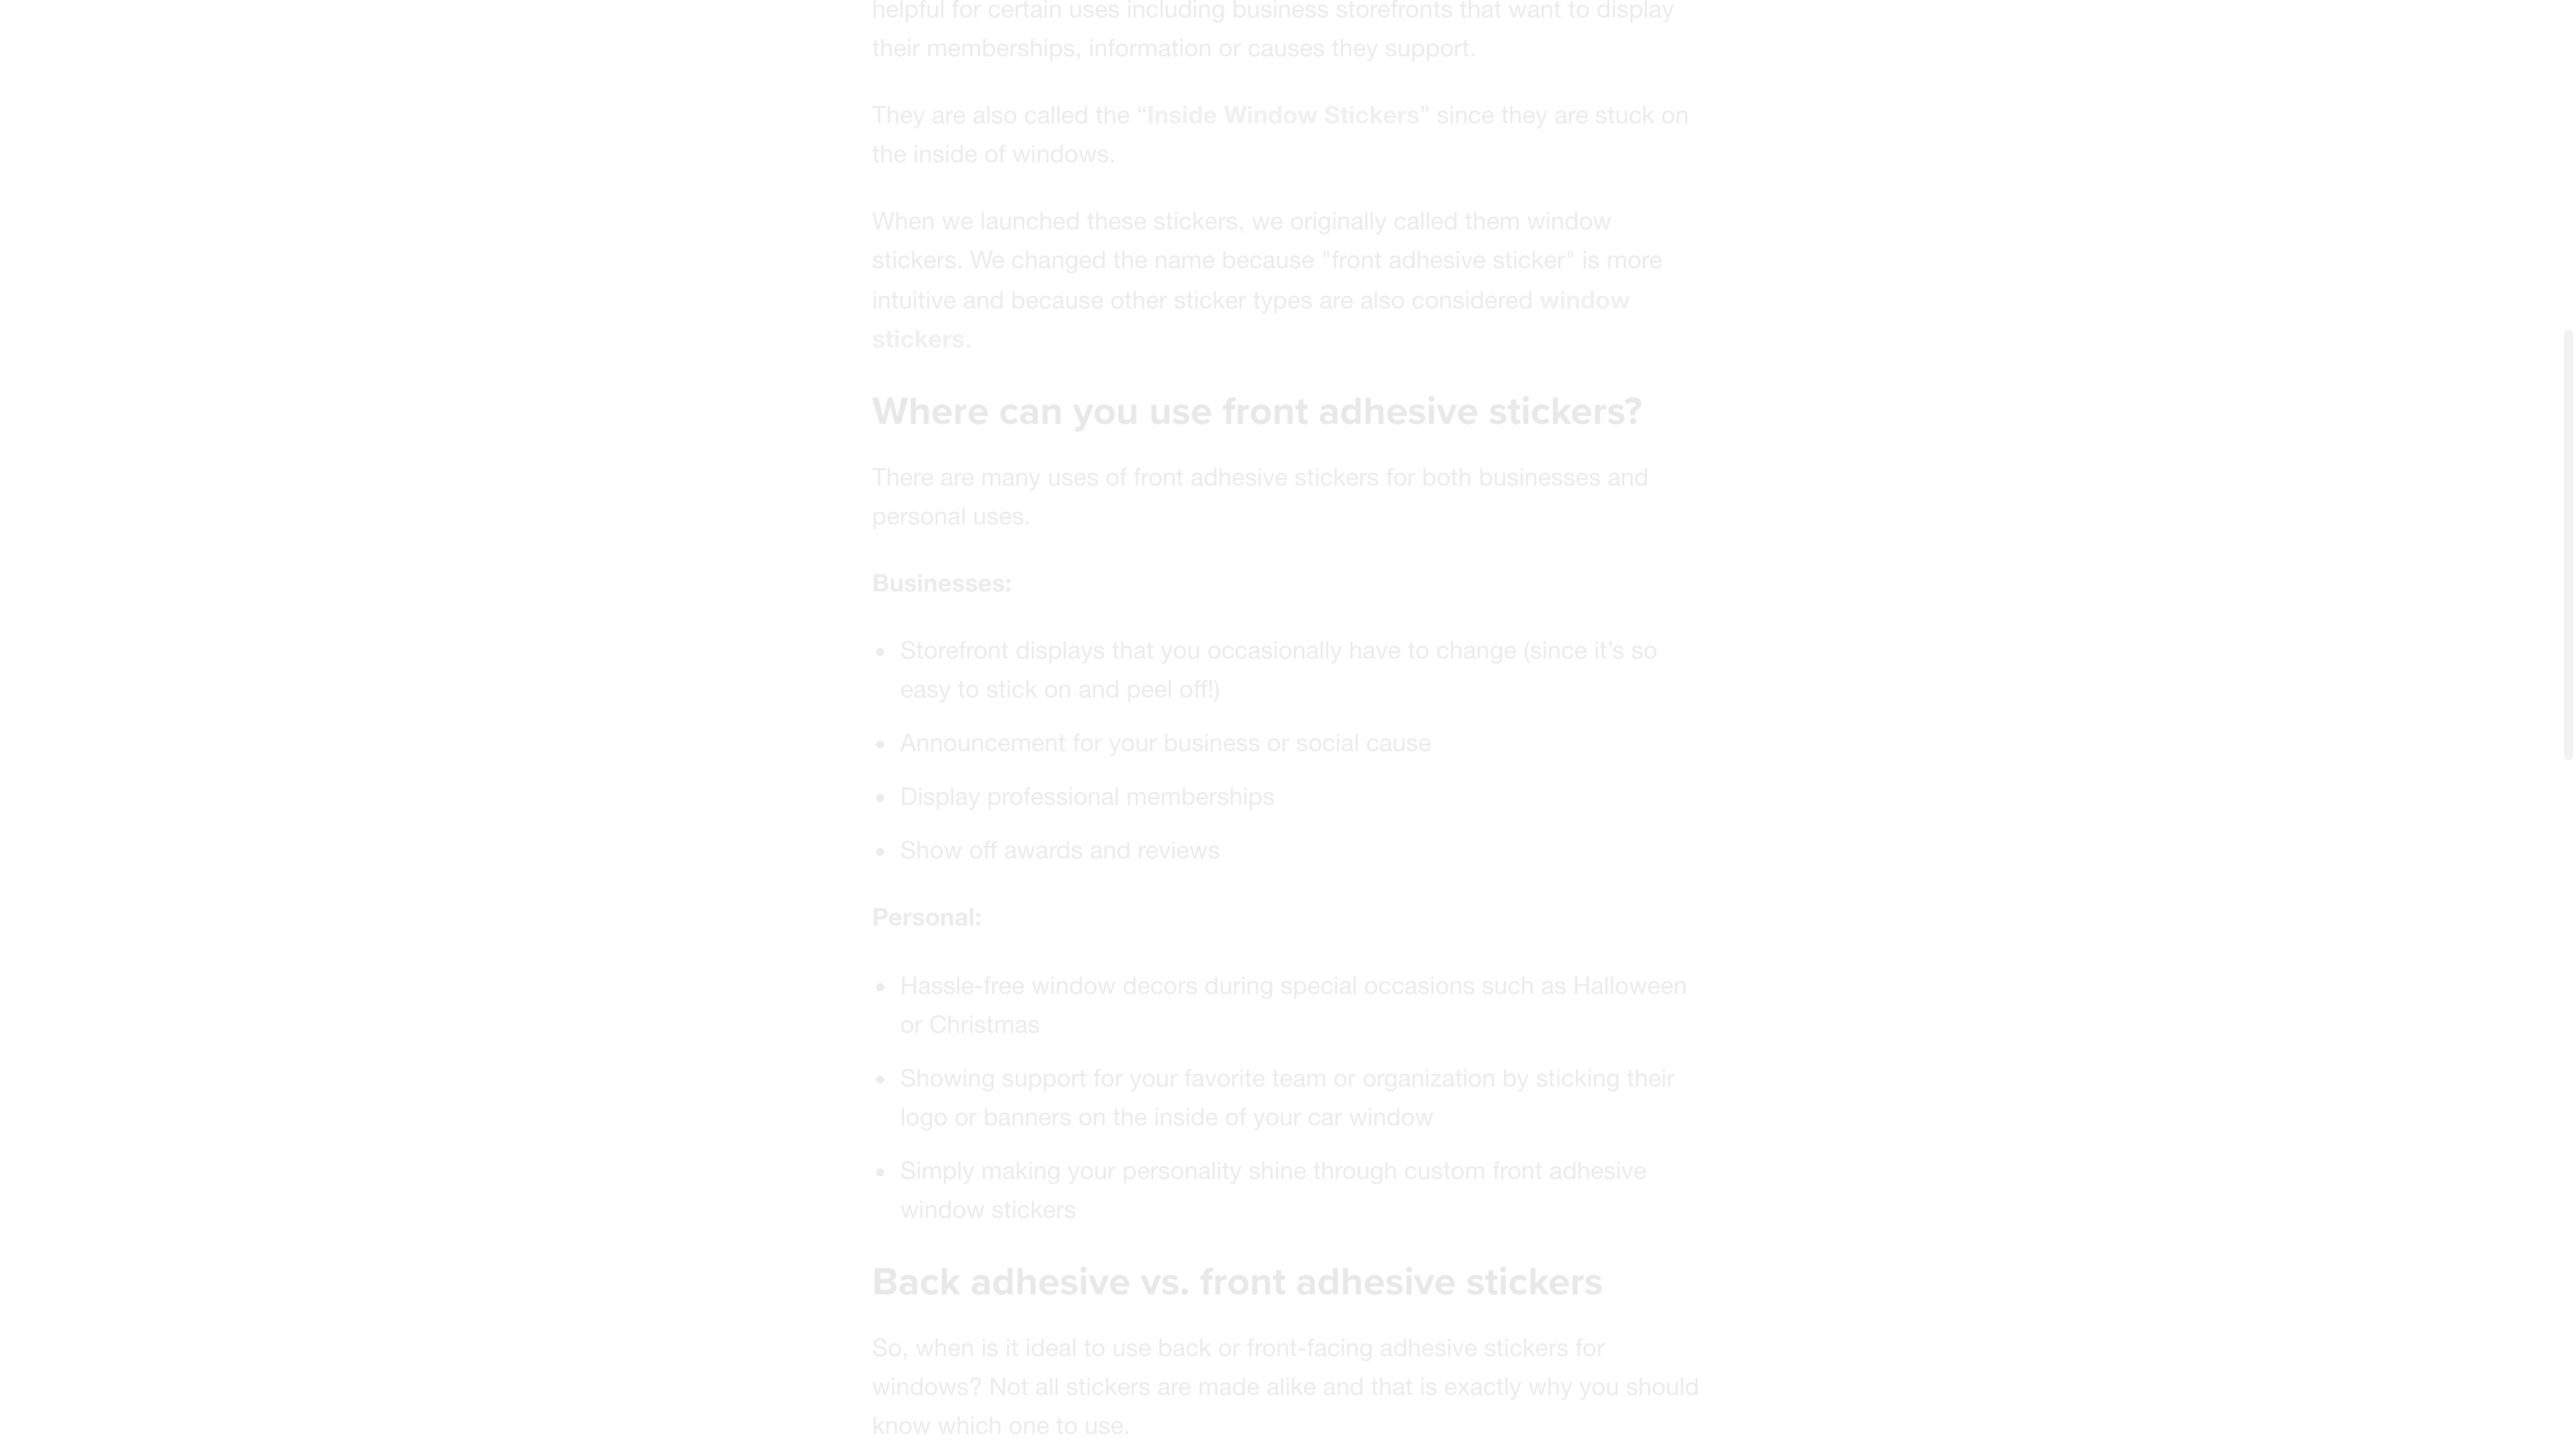 helpful for certain uses including business storefronts that want to display
their memberships, information or causes they support.
They are also called the “Inside Window Stickers” since they are stuck on
the inside of windows.
When we launched these stickers, we originally called them window
stickers. We changed the name because "front adhesive sticker" is more
intuitive and because other sticker types are also considered window
stickers.
Where can you use front adhesive stickers?
There are many uses of front adhesive stickers for both businesses and
personal uses.
Businesses:
• Storefront displays that you occasionally have to change (since it’s so
easy to stick on and peel off!)
• Announcement for your business or social cause
• Display professional memberships
• Show off awards and reviews
Personal:
• Hassle-free window decors during special occasions such as Halloween
or Christmas
• Showing support for your favorite team or organization by sticking their
logo or banners on the inside of your car window
• Simply making your personality shine through custom front adhesive
window stickers
Back adhesive vs. front adhesive stickers
So, when is it ideal to use back or front-facing adhesive stickers for
windows? Not all stickers are made alike and that is exactly why you should
know which one to use.